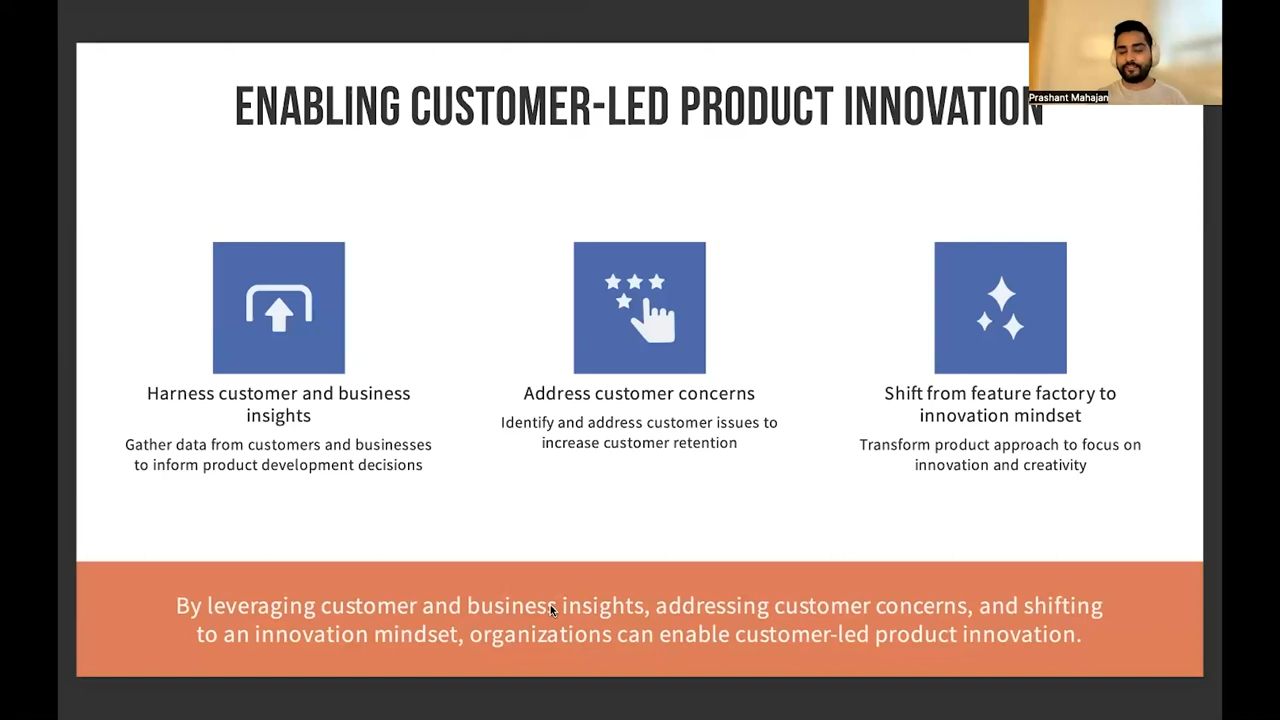 ENABLING CUSTOMER-LED PRODUCT INNOVATION
Prashant Mahajan
Harness customer and business
insights
Gather data from customers and businesses
to inform product development decisions
Address customer concerns
Identify and address customer issues to
increase customer retention
Shift from feature factory to
innovation mindset
Transform product approach to focus on
innovation and creativity
By leveraging customer and business insights, addressing customer concerns, and shifting
to an innovation mindset, organizations can enable customer-led product innovation.